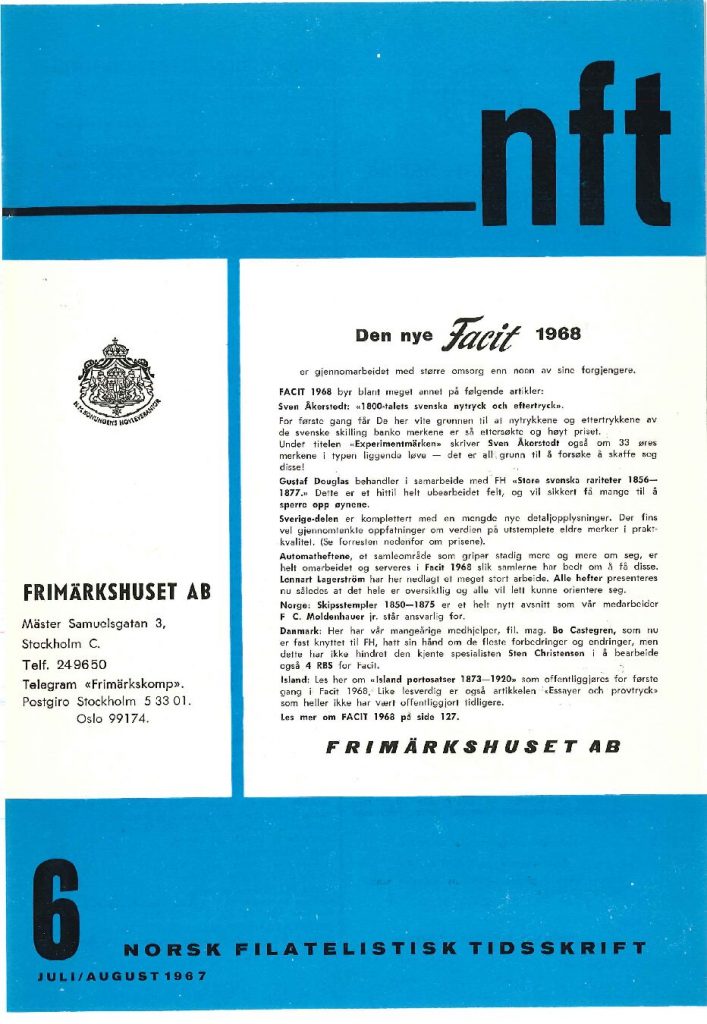 nft
H.M. KONUNGENS HOVLEVERANTÖR
FRIMÄRKSHUSET AB
Mäster Samuelsgatan 3,
Stockholm C.
Telf. 249650
Telegram «Frimärkskomp».
Postgiro Stockholm 5 33 01.
Oslo 99174.
Den nye Facit 1968
er gjennomarbeidet med større omsorg enn noen av sine forgjengere.
FACIT 1968 byr blant meget annet på følgende artikler:
Sven Åkerstedt: «1800-talets svenska nytryck och eftertryck».
For første gang får De her vite grunnen til at nytrykkene og ettertrykkene av
de svenske skilling banko merkene er så ettersøkte og høyt priset.
Under titelen «Experimentmärken» skriver Sven Åkerstedt også om 33 øres
merkene i typen liggende løve — det er all grunn til å forsøke å skaffe seg
disse!
Gustaf Douglas behandler i samarbeide med FH «Store svenska rariteter 1856—
1877.» Dette er et hittil helt ubearbeidet felt, og vil sikkert få mange til å
sperre opp øynene.
Sverige-delen er komplettert med en mengde nye detaljopplysninger. Der fins
vel gjennomtenkte oppfatninger om verdien på utstemplete eldre merker i prakt-
kvalitet. (Se forresten nedenfor om prisene).
Automatheftene, et samleområde som griper stadig mere og mere om seg, er
helt omarbeidet og serveres i Facit 1968 slik samlerne har bedt om å få disse.
Lennart Lagerström har her nedlagt et meget stort arbeide. Alle hefter presenteres
nu således at det hele er oversiktlig og alle vil lett kunne orientere seg.
Norge: Skipsstempler 1850—1875 er et helt nytt avsnitt som vår medarbeider
F C. Moldenhauer jr. står ansvarlig for.
Danmark: Her har vår mangeårige medhjelper, fil. mag. Bo Castegren, som nu
er fast knyttet til FH, hatt sin hånd om de fleste forbedringer og endringer, men
dette har ikke hindret den kjente spesialisten Sten Christensen i å bearbeide
også 4 RBS for Facit.
Island: Les her om «Island portosatser 1873—1920» som offentliggjøres for første
gang i Facit 1968. Like lesverdig er også artikkelen «Essayer och provtryck»
som heller ikke har vært offentliggjort tidligere.
Les mer om FACIT 1968 på side 127.
FRIMÄRKSHUSET AB
6
NORSK FILATELISTISK TIDSSKRIFT
JULI/AUGUST 1967